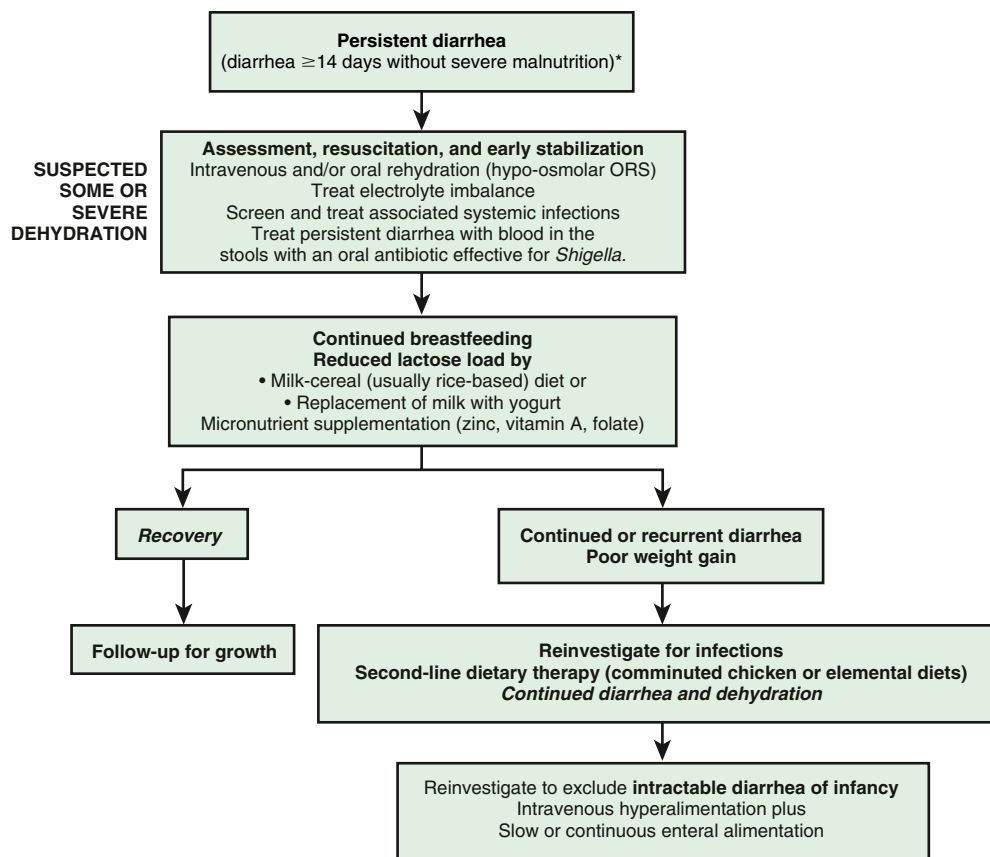 Persistent diarrhea
(diarrhea ≥14 days without severe malnutrition)*
SUSPECTED
SOME OR
SEVERE
DEHYDRATION
Assessment, resuscitation, and early stabilization
Intravenous and/or oral rehydration (hypo-osmolar ORS)
Treat electrolyte imbalance
Screen and treat associated systemic infections
Treat persistent diarrhea with blood in the
stools with an oral antibiotic effective for Shigella.
Continued breastfeeding
Reduced lactose load by
• Milk-cereal (usually rice-based) diet or
• Replacement of milk with yogurt
Micronutrient supplementation (zinc, vitamin A, folate)
Recovery
Follow-up for growth
Continued or recurrent diarrhea
Poor weight gain
Reinvestigate for infections
Second-line dietary therapy (comminuted chicken or elemental diets)
Continued diarrhea and dehydration
Reinvestigate to exclude intractable diarrhea of infancy
Intravenous hyperalimentation plus
Slow or continuous enteral alimentation